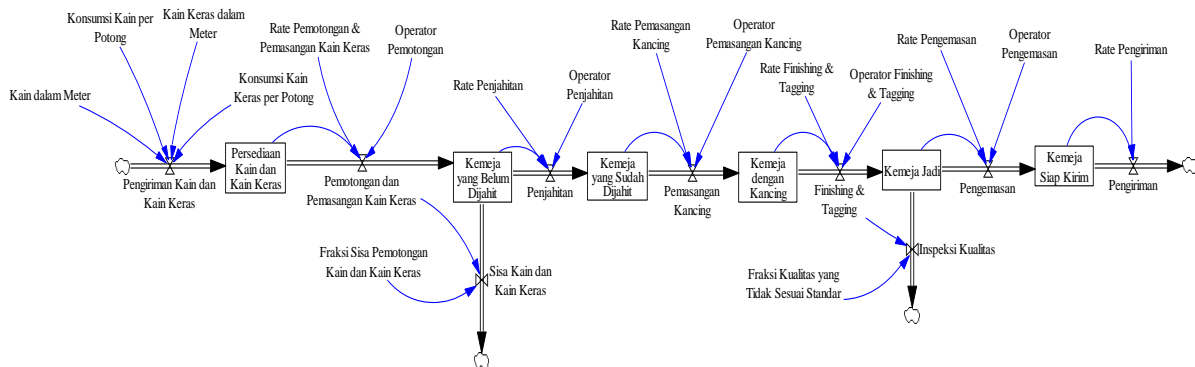 Konsumsi Kain per
Potong
Kain Keras dalam
Meter
Kain dalam Meter
Konsumsi Kain
Keras per Potong
Pengiriman Kain dan
Kain Keras
Persediaan
Kain dan
Kain Keras
Rate Pemotongan &
Pemasangan Kain Keras
Operator
Pemotongan
Pemotongan dan
Pemasangan Kain Keras
Fraksi Sisa Pemotongan
Kain dan Kain Keras
Sisa Kain dan
Kain Keras
Kemeja
yang Belum
Dijahit
Rate Penjahitan
Operator
Penjahitan
Penjahitan
Kemeja
yang Sudah
Dijahit
Rate Pemasangan
Kancing
Operator
Pemasangan Kancing
Pemasangan
Kancing
Kemeja
dengan
Kancing
Rate Finishing &
Tagging
Operator Finishing
& Tagging
Finishing &
Tagging
Kemeja Jadi
Inspeksi Kualitas
Fraksi Kualitas yang
Tidak Sesuai Standar
Rate Pengemasan
Operator
Pengemasan
Pengemasan
Kemeja
Siap Kirim
Rate Pengiriman
Pengiriman